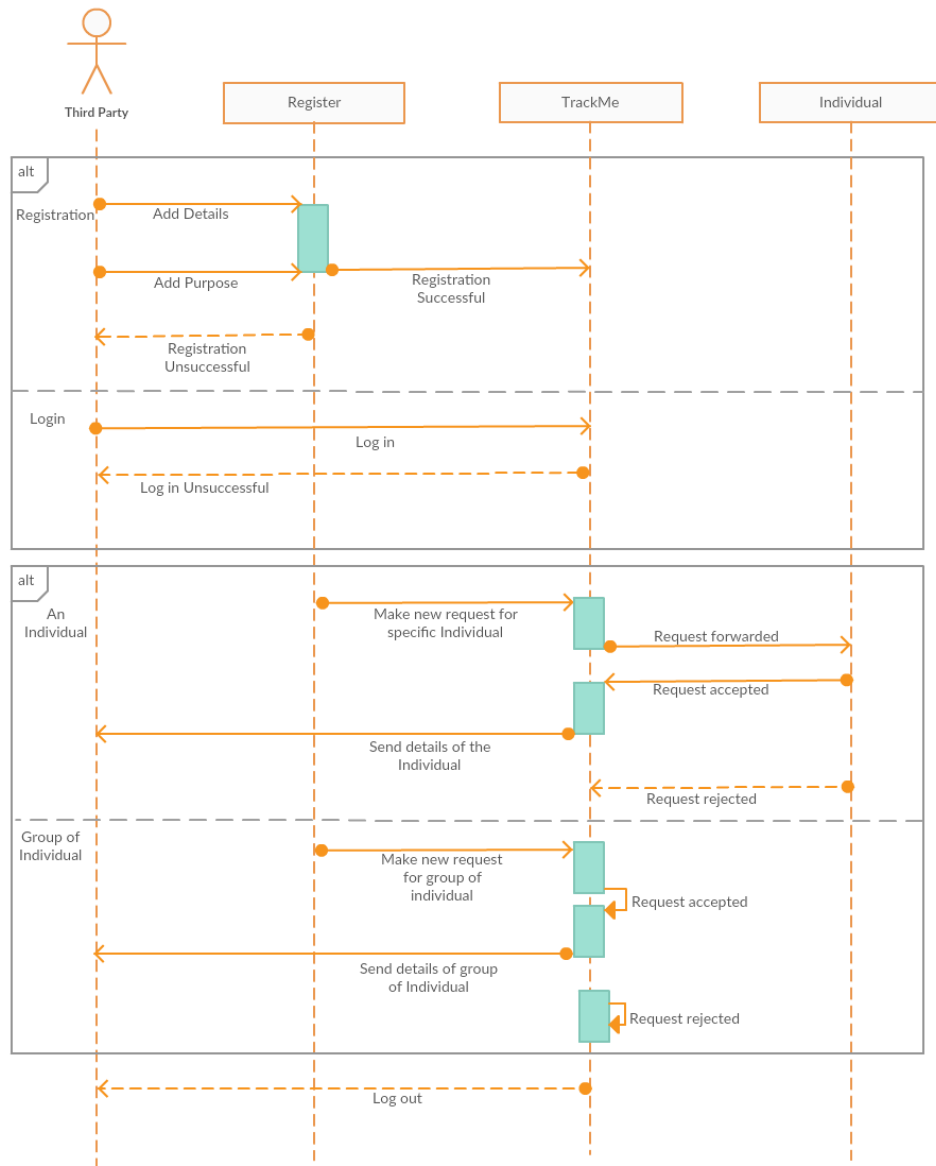 Third Party
Register
TrackMe
Individual
alt
Registration
Add Details
Add Purpose
Registration
Successful
Registration
Unsuccessful
Login
Log in
Log in Unsuccessful
alt
An
Individual
Make new request for
specific Individual
Request forwarded
Request accepted
Send details of the
Individual
Request rejected
Group of
Individual
Make new request
for group of
individual
Request accepted
Send details of group
of Individual
Request rejected
Log out